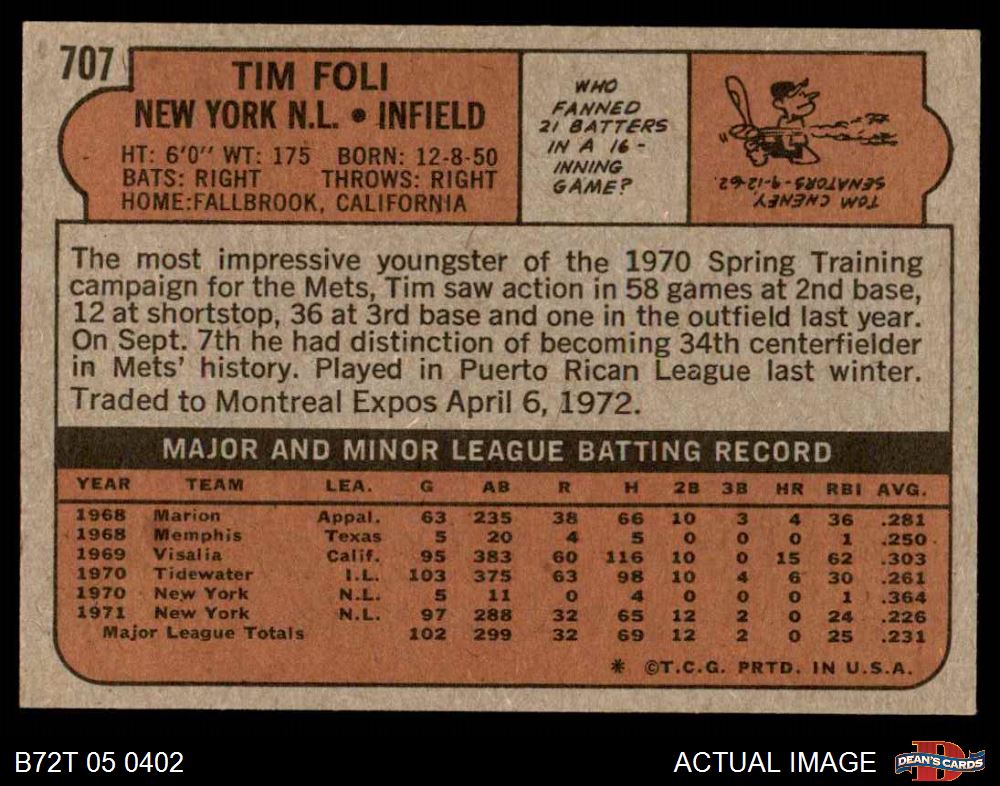 707
TIM FOLI
NEW YORK N.L. • INFIELD
HT: 6'0" WT: 175 BORN: 12-8-50
BATS: RIGHT THROWS: RIGHT
HOME: FALLBROOK, CALIFORNIA
WHO
FANNED
21 BATTERS
IN A 16-
INNING
GAME?
TOM CHENEY
SENATORS-9-12-62.
The most impressive youngster of the 1970 Spring Training
campaign for the Mets, Tim saw action in 58 games at 2nd base,
12 at shortstop, 36 at 3rd base and one in the outfield last year.
On Sept. 7th he had distinction of becoming 34th centerfielder
in Mets' history. Played in Puerto Rican League last winter.
Traded to Montreal Expos April 6, 1972.
MAJOR AND MINOR LEAGUE BATTING RECORD
YEAR TEAM LEA. G AB R H 2B 3B HR RBI AVG.
1968 Marion Appal. 63 235 38 66 10 3 4 36 .281
1968 Memphis Texas 5 20 4 5 0 0 0 1 .250
1969 Visalia Calif. 95 383 60 116 10 0 15 62 .303
1970 Tidewater I.L. 103 375 63 98 10 4 6 30 .261
1970 New York N.L. 5 11 0 4 0 0 0 1 .364
1971 New York N.L. 97 288 32 65 12 2 0 24 .226
Major League Totals 102 299 32 69 12 2 0 25 .231
* ©T.C.G. PRTD. IN U.S.A.
B72T 05 0402
ACTUAL IMAGE
DEAN'S CARDS